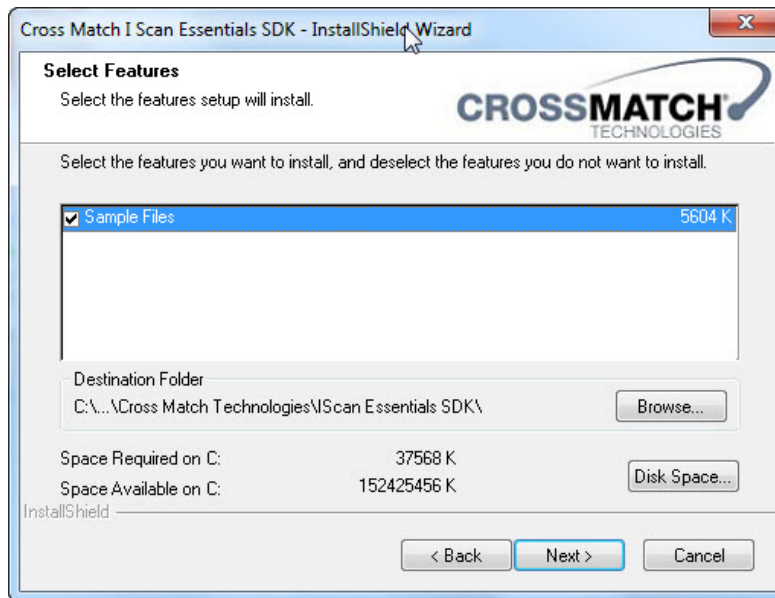 Cross Match I Scan Essentials SDK - InstallShield Wizard
Select Features
Select the features setup will install.
CROSSMATCH
TECHNOLOGIES
Select the features you want to install, and deselect the features you do not want to install.
Sample Files 5604 K
Destination Folder
C:\...\Cross Match Technologies\IScan Essentials SDK\ Browse...
Space Required on C: 37568 K
Space Available on C: 152425456 K
Disk Space...
InstallShield
< Back Next > Cancel